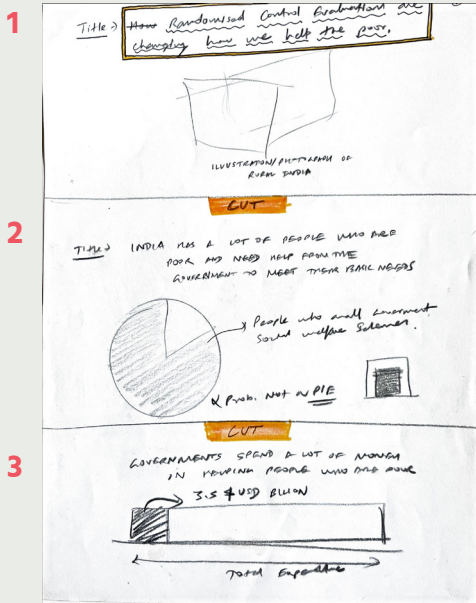 1
Title → Randomised Control Evaluations are
changing how we help the poor.
ILLUSTRATION/PHOTOGRAPH OF
RURAL INDIA
CUT
2
Title → INDIA HAS A LOT OF PEOPLE WHO ARE
POOR AND NEED HELP FROM THE
GOVERNMENT TO MEET THEIR BASIC NEEDS
People who avail Government
Social welfare Schemes.
Prob. Not a PIE
CUT
3
GOVERNMENTS SPEND A LOT OF MONEY
IN HELPING PEOPLE WHO ARE POOR
3.5 $ USD BILLION
Total Expenditure